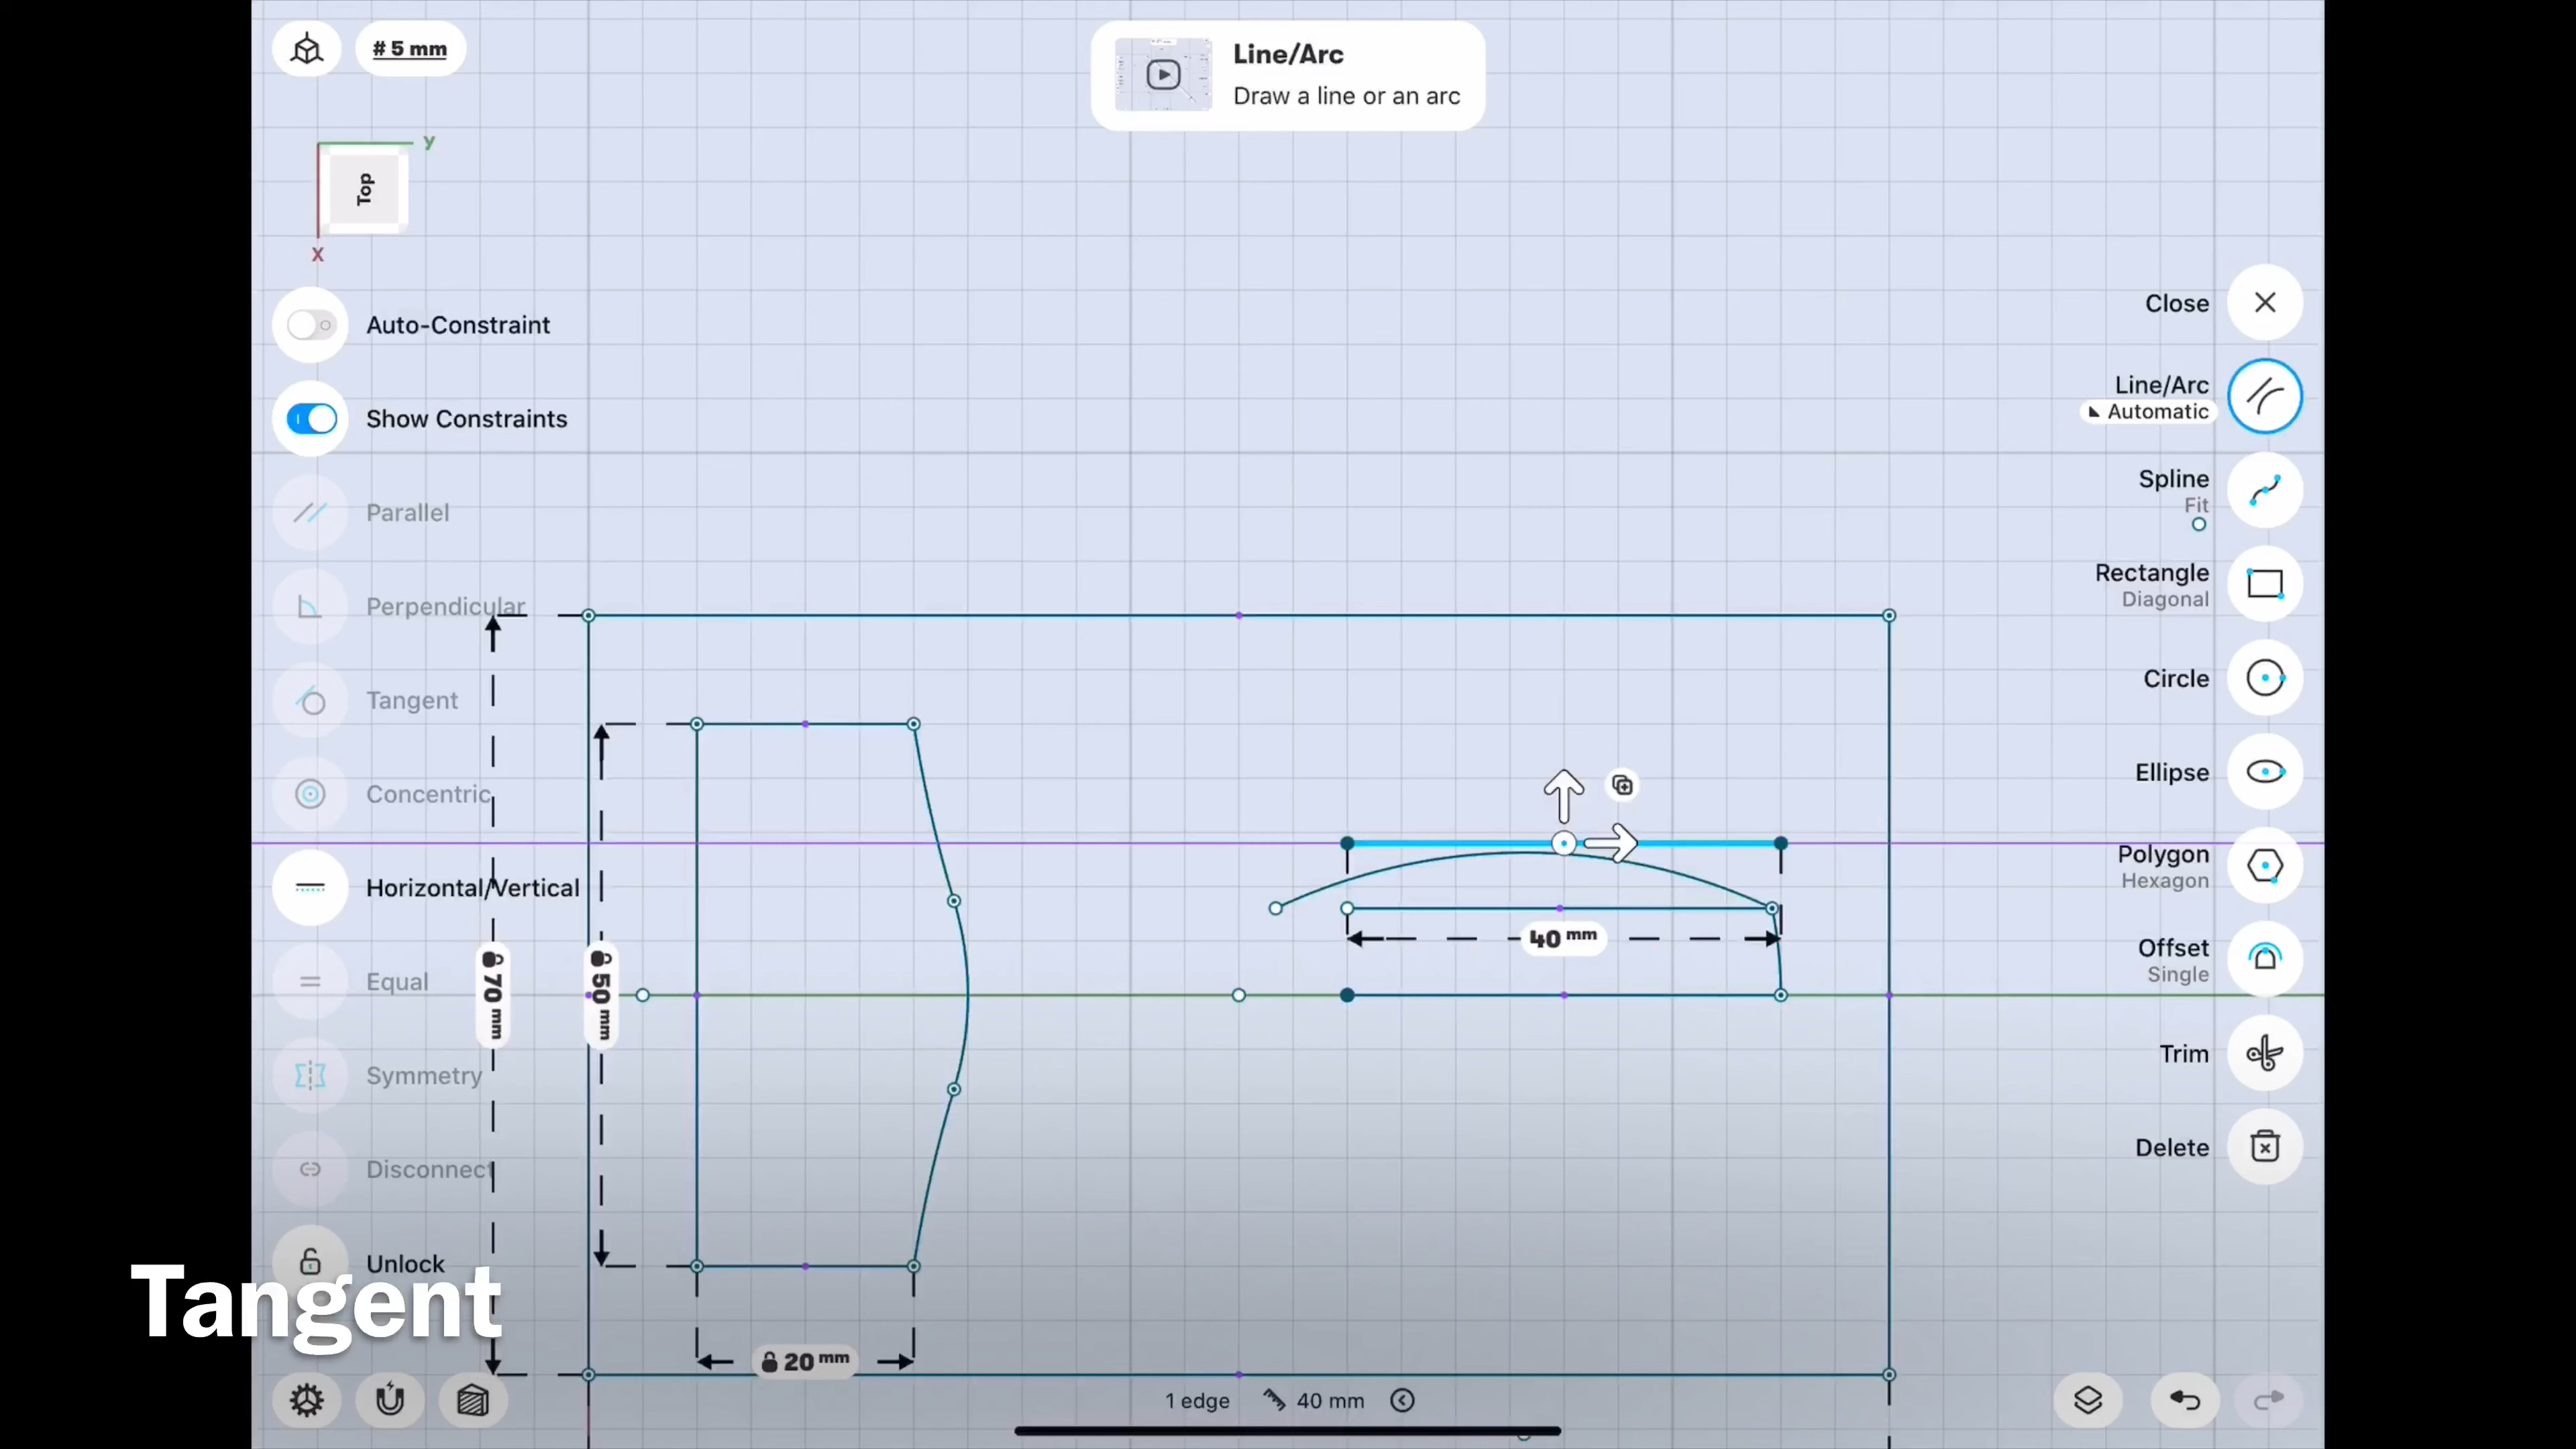 # 5 mm
Line/Arc
Draw a line or an arc
Y
Top
X
Auto-Constraint
Show Constraints
Parallel
Perpendicular
Tangent
Concentric
Horizontal/Vertical
Equal
Symmetry
Disconnect
Unlock
Close
Line/Arc
Automatic
Spline
Fit
Rectangle
Diagonal
Circle
Ellipse
Polygon
Hexagon
Offset
Single
Trim
Delete
70 mm
50 mm
40 mm
20 mm
Tangent
1 edge 40 mm